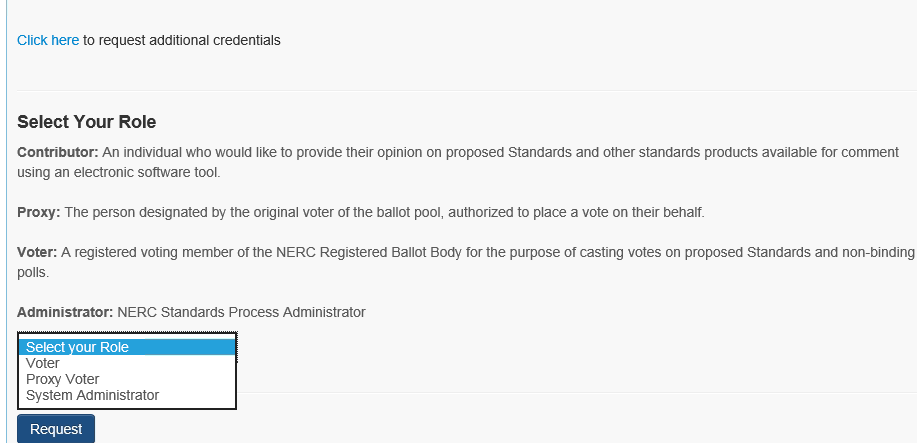 Click here to request additional credentials
Select Your Role
Contributor: An individual who would like to provide their opinion on proposed Standards and other standards products available for comment
using an electronic software tool.
Proxy: The person designated by the original voter of the ballot pool, authorized to place a vote on their behalf.
Voter: A registered voting member of the NERC Registered Ballot Body for the purpose of casting votes on proposed Standards and non-binding
polls.
Administrator: NERC Standards Process Administrator
Select your Role
Voter
Proxy Voter
System Administrator
Request